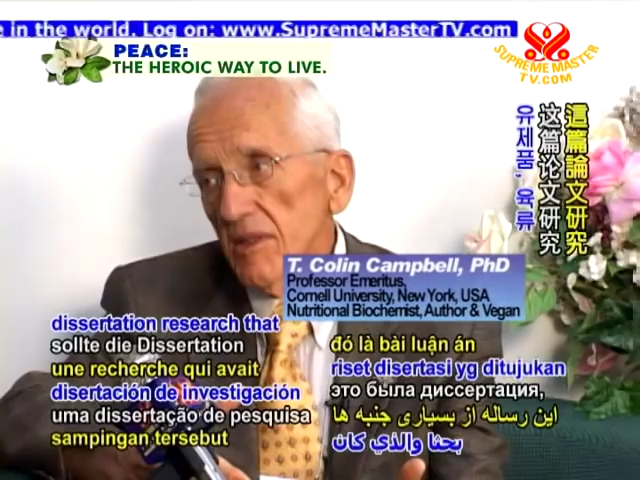 e in the world. Log on: www.SupremeMasterTV.com
PEACE:
THE HEROIC WAY TO LIVE.
SUPREME MASTER
TV.COM
這篇論文研究
这篇论文研究
유제품, 육류
T. Colin Campbell, PhD
Professor Emeritus,
Cornell University, New York, USA
Nutritional Biochemist, Author & Vegan
dissertation research that
sollte die Dissertation
une recherche qui avait
disertación de investigación
uma dissertação de pesquisa
sampingan tersebut
đó là bài luận án
riset disertasi yg ditujukan
это была диссертация,
این رساله از بسیاری جنبه ها
بحثا والذي كان